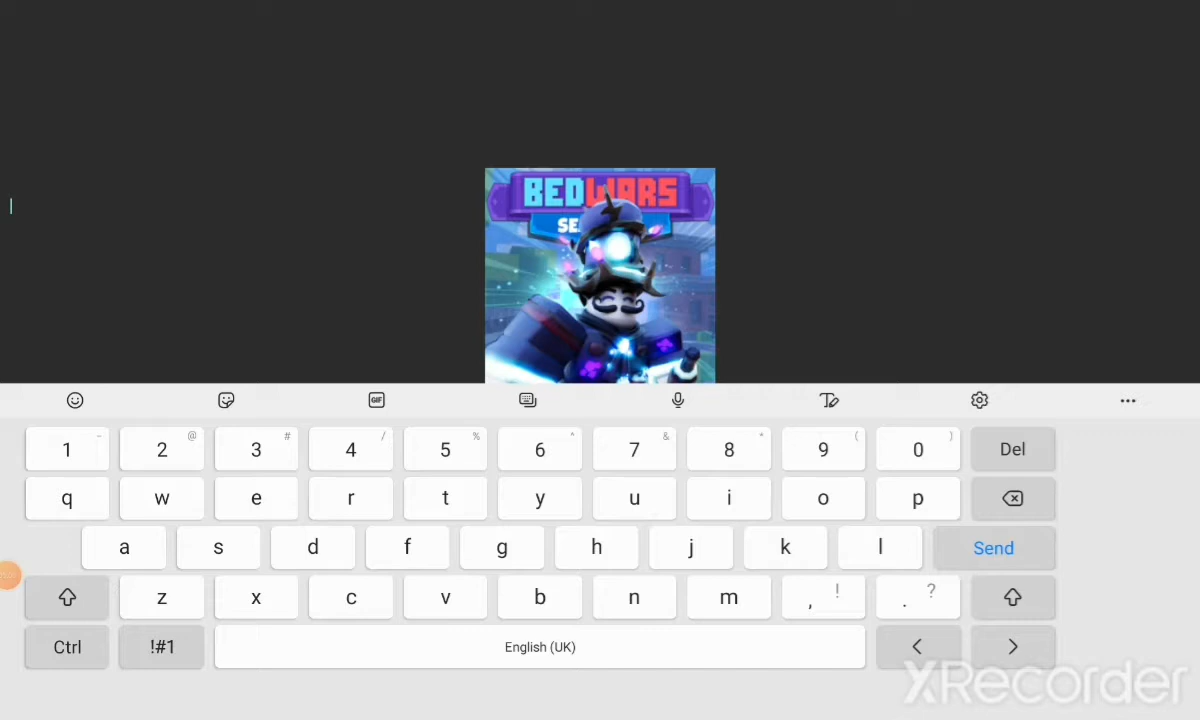 BEDWARS
SE
GIF
1 - 2 @ 3 # 4 / 5 % 6 ^ 7 & 8 * 9 ( 0 ) Del
q w e r t y u i o p
a s d f g h j k l Send
z x c v b n m , ! . ?
Ctrl !#1 English (UK) < >
XRecorder